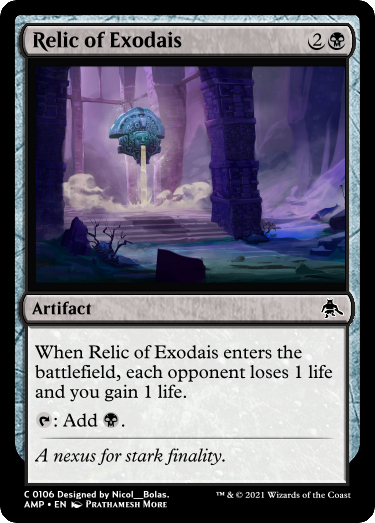 Relic of Exodais 2
Artifact
When Relic of Exodais enters the
battlefield, each opponent loses 1 life
and you gain 1 life.
: Add .
A nexus for stark finality.
C 0106 Designed by Nicol__Bolas.
AMP • EN Prathamesh More
™ & © 2021 Wizards of the Coast